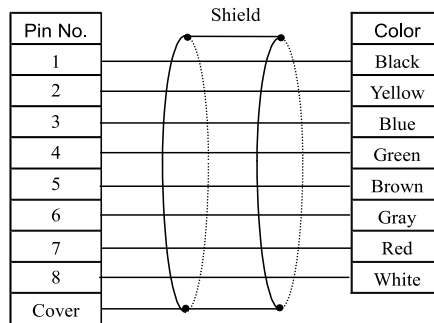 Shield
Pin No. Color
1 Black
2 Yellow
3 Blue
4 Green
5 Brown
6 Gray
7 Red
8 White
Cover